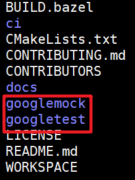 BUILD.bazel
ci
CMakeLists.txt
CONTRIBUTING.md
CONTRIBUTORS
docs
googlemock
googletest
LICENSE
README.md
WORKSPACE